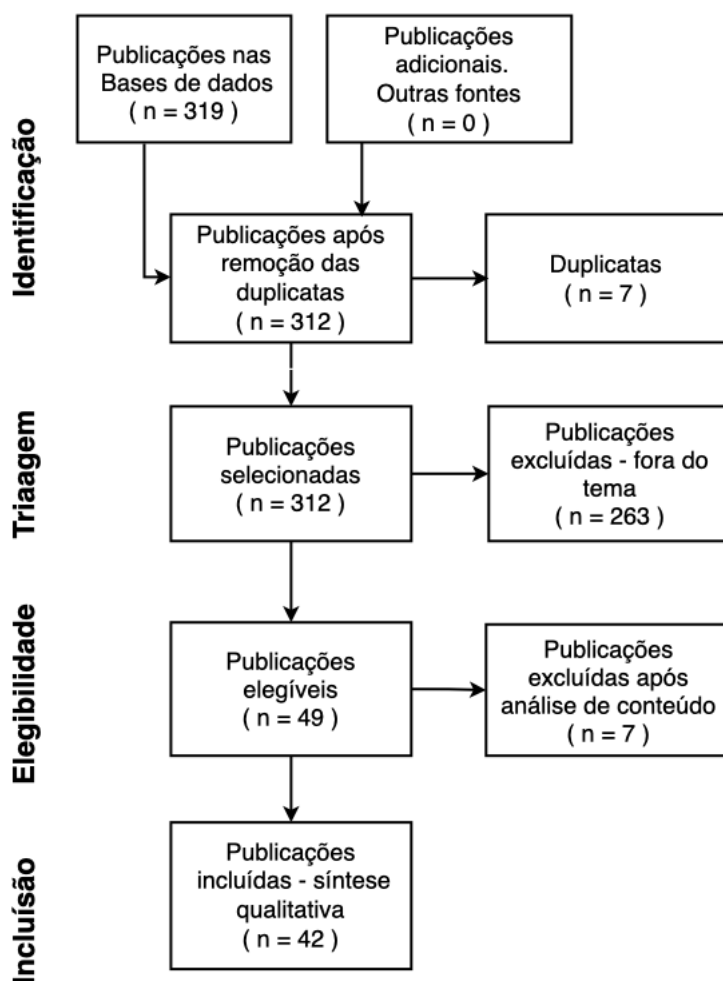 Identificação
Publicações nas
Bases de dados
( n = 319 )
Publicações
adicionais.
Outras fontes
( n = 0 )
Publicações após
remoção das
duplicatas
( n = 312 )
Duplicatas
( n = 7 )
Triaagem
Publicações
selecionadas
( n = 312 )
Publicações
excluídas - fora do
tema
( n = 263 )
Elegibilidade
Publicações
elegíveis
( n = 49 )
Publicações
excluídas após
análise de conteúdo
( n = 7 )
Incluísão
Publicações
incluídas - síntese
qualitativa
( n = 42 )